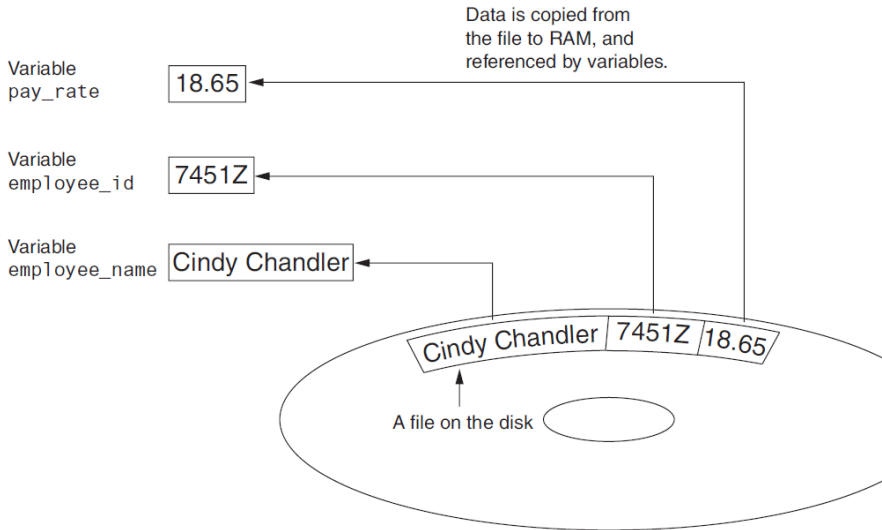 Data is copied from
the file to RAM, and
referenced by variables.
Variable
pay_rate
18.65
Variable
employee_id
7451Z
Variable
employee_name
Cindy Chandler
Cindy Chandler 7451Z 18.65
A file on the disk